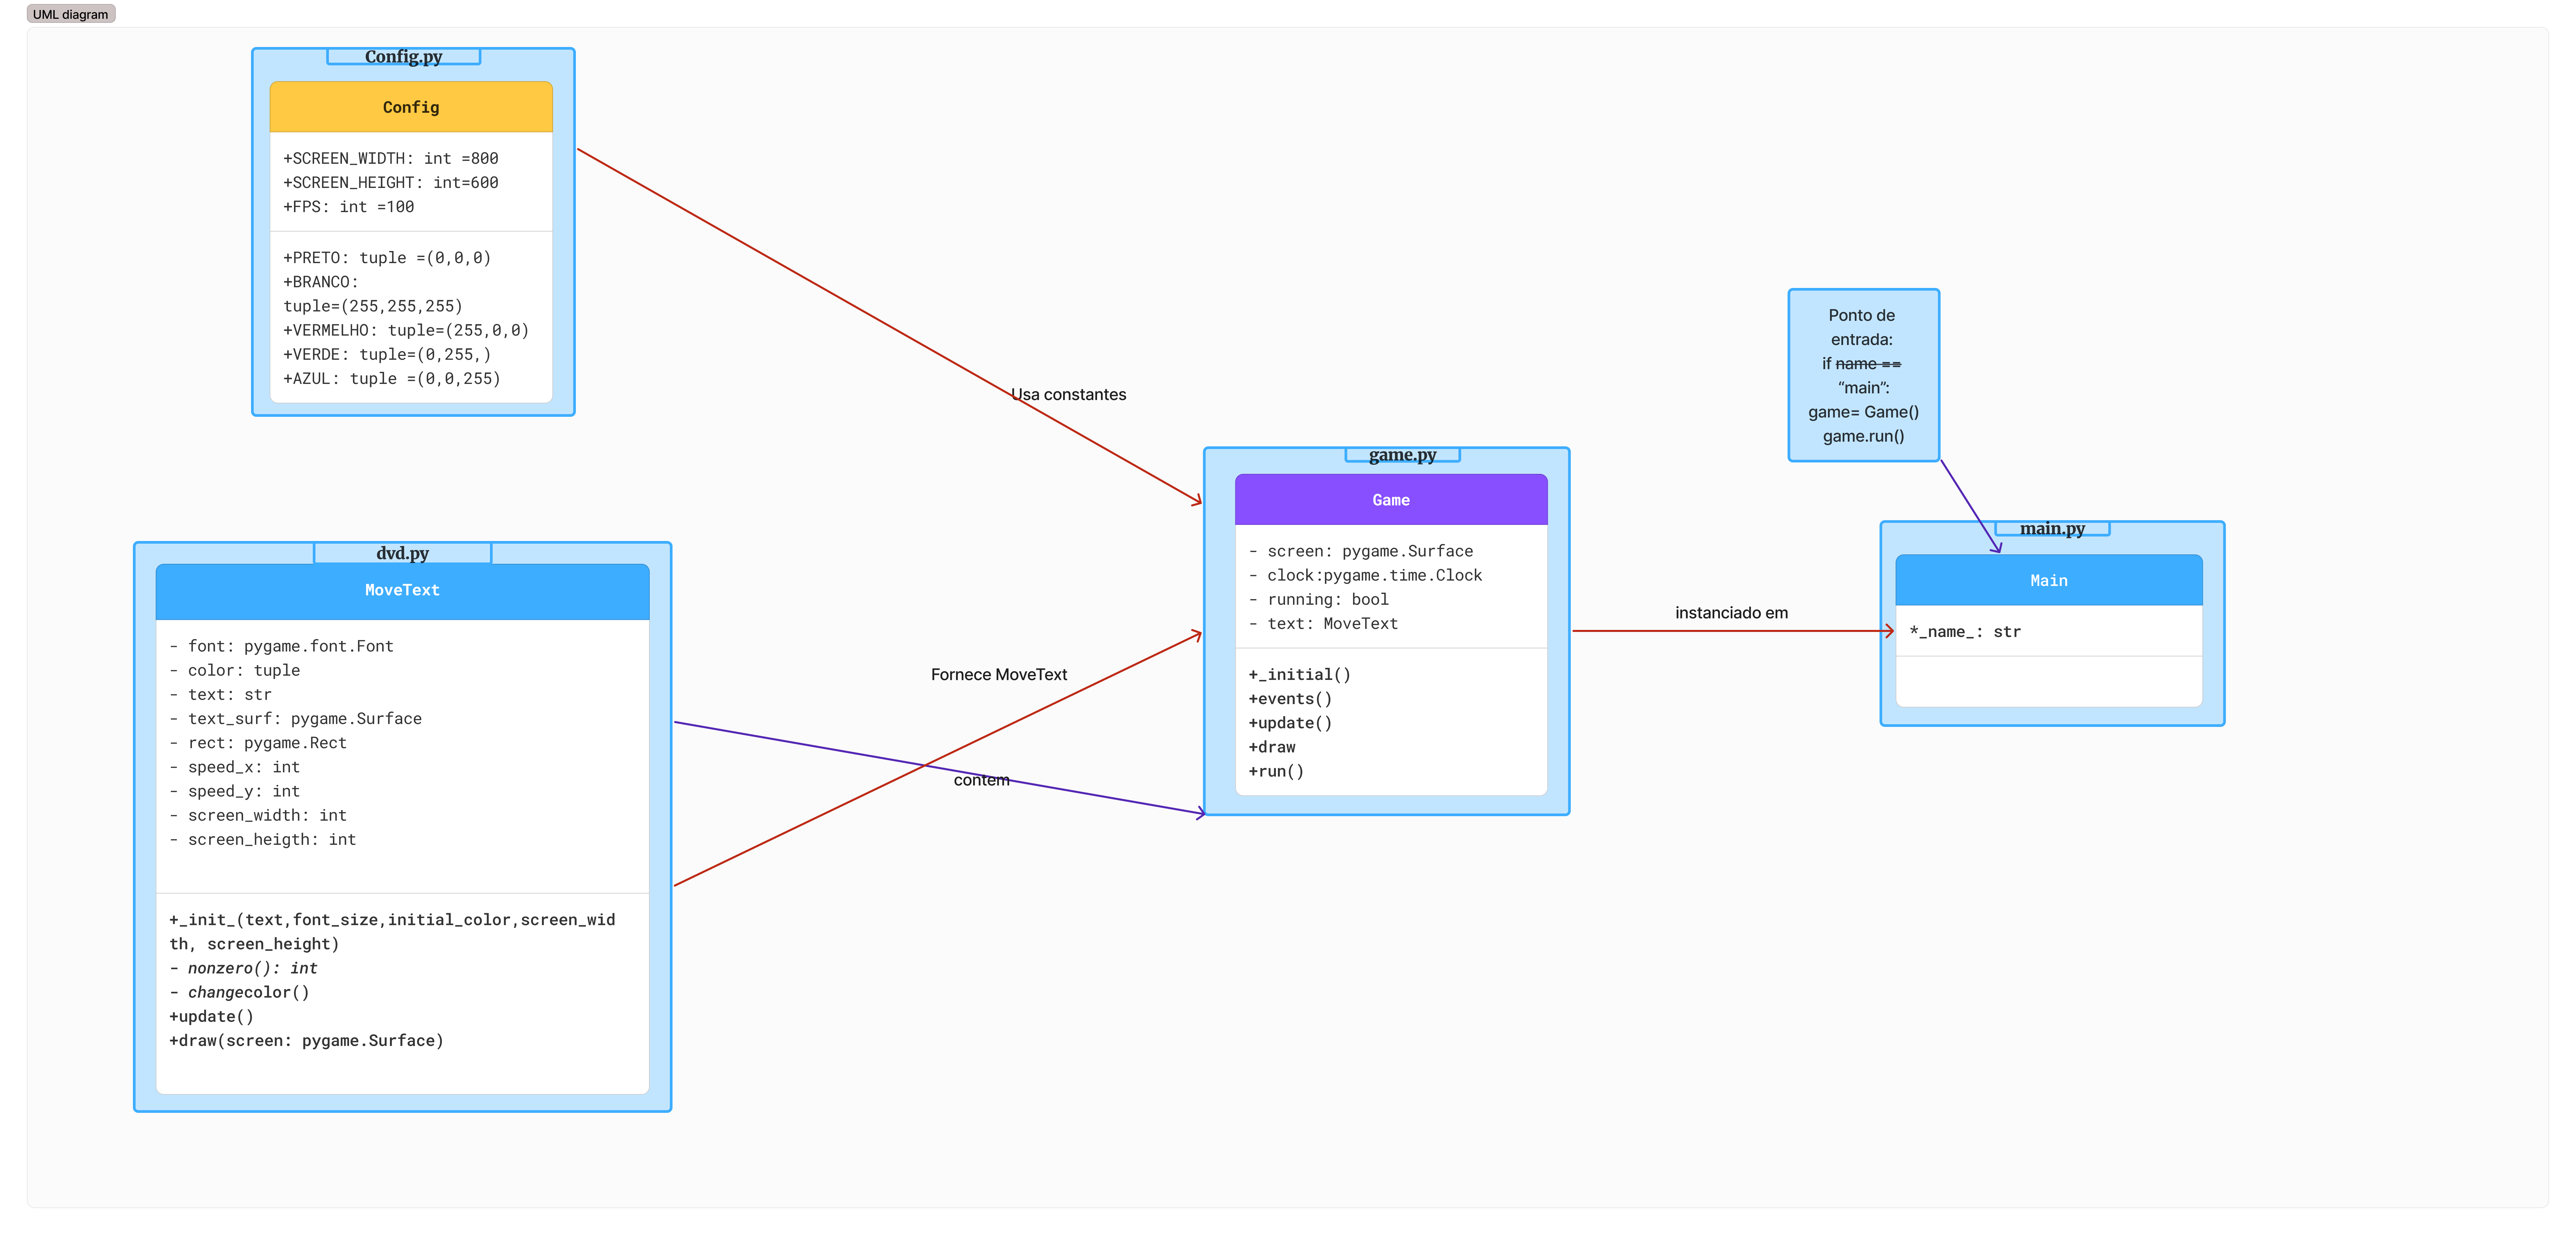 UML diagram
Config.py
Config
+SCREEN_WIDTH: int =800
+SCREEN_HEIGHT: int=600
+FPS: int =100
+PRETO: tuple =(0,0,0)
+BRANCO:
tuple=(255,255,255)
+VERMELHO: tuple=(255,0,0)
+VERDE: tuple=(0,255,)
+AZUL: tuple =(0,0,255)
Usa constantes
dvd.py
MoveText
- font: pygame.font.Font
- color: tuple
- text: str
- text_surf: pygame.Surface
- rect: pygame.Rect
- speed_x: int
- speed_y: int
- screen_width: int
- screen_heigth: int
+_init_(text,font_size,initial_color,screen_wid
th, screen_height)
- nonzero(): int
- changecolor()
+update()
+draw(screen: pygame.Surface)
Fornece MoveText
contem
game.py
Game
- screen: pygame.Surface
- clock:pygame.time.Clock
- running: bool
- text: MoveText
+_initial()
+events()
+update()
+draw
+run()
instanciado em
Ponto de
entrada:
if name ==
“main”:
game= Game()
game.run()
main.py
Main
*_name_: str